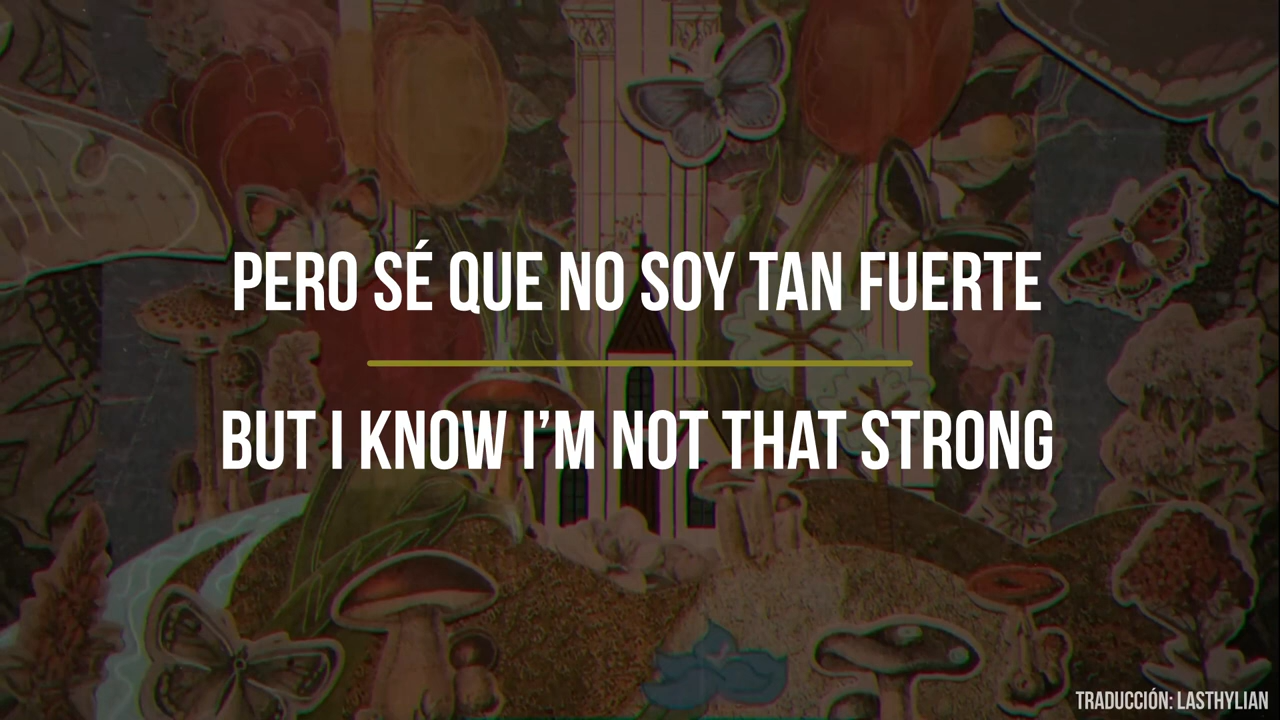 PERO SÉ QUE NO SOY TAN FUERTE
BUT I KNOW I'M NOT THAT STRONG
TRADUCCIÓN: LASTHYLIAN